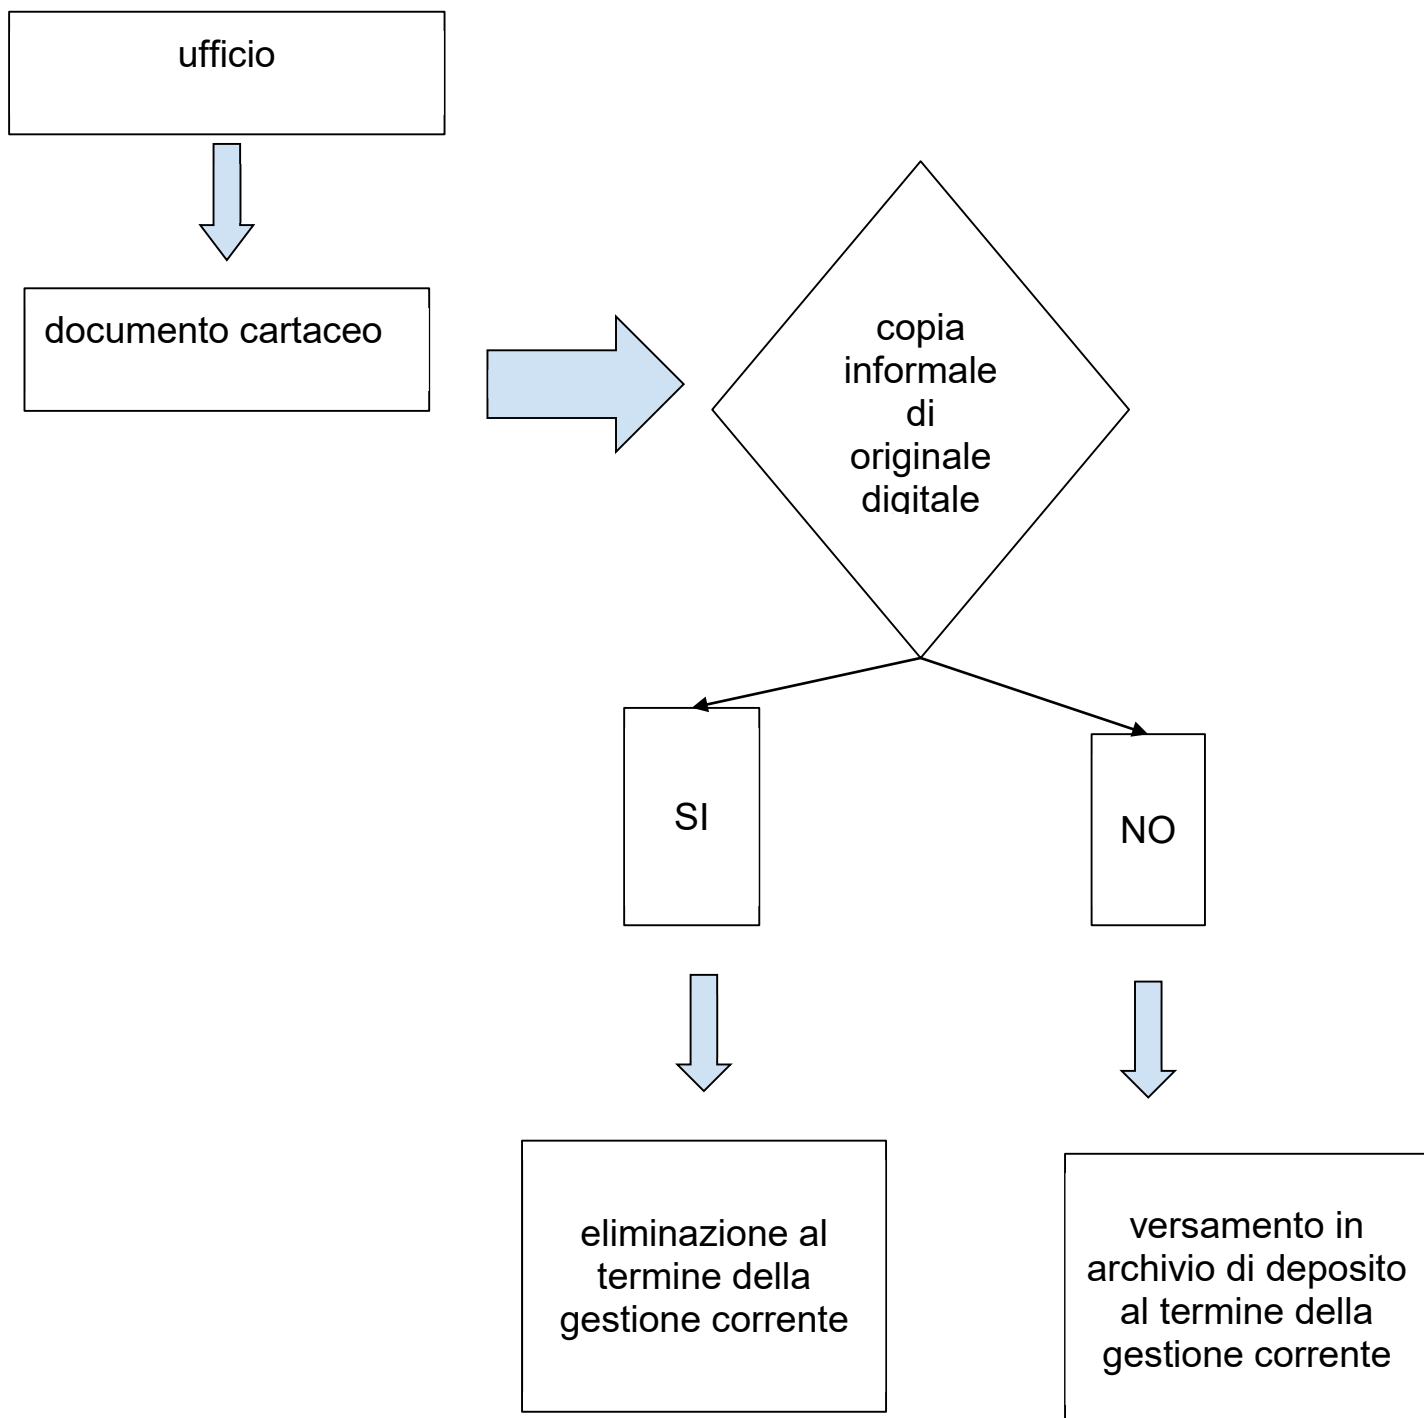 ufficio
documento cartaceo
copia
informale
di
originale
digitale
SI
NO
eliminazione al
termine della
gestione corrente
versamento in
archivio di deposito
al termine della
gestione corrente